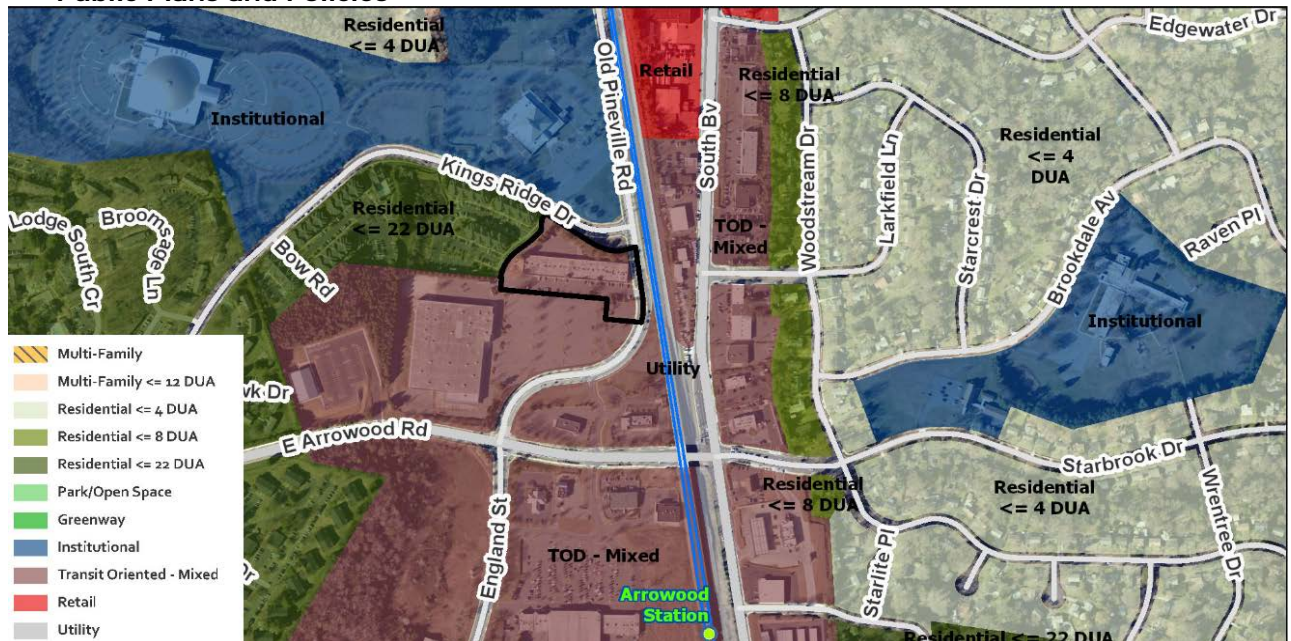 Public Plans and Policies
Residential
<= 4 DUA
Edgewater Dr
Old Pineville Rd
Retail
South Bv
Residential
<= 8 DUA
Institutional
Woodstream Dr
Larkfield Ln
Starcrest Dr
Residential
<= 4
DUA
Brookdale Av
Raven Pl
Kings Ridge Dr
Residential
<= 22 DUA
Lodge South Cr
Broomsage Ln
Bow Rd
TOD -
Mixed
Institutional
Utility
Multi-Family
Multi-Family <= 12 DUA
Residential <= 4 DUA
Residential <= 8 DUA
Residential <= 22 DUA
Park/Open Space
Greenway
Institutional
Transit Oriented - Mixed
Retail
Utility
wk Dr
E Arrowood Rd
England St
Starbrook Dr
Residential
<= 8 DUA
Residential
<= 4 DUA
Wrentree Dr
TOD - Mixed
Dr
Starlite Pl
Arrowood
Station
Residential <= 22 DUA